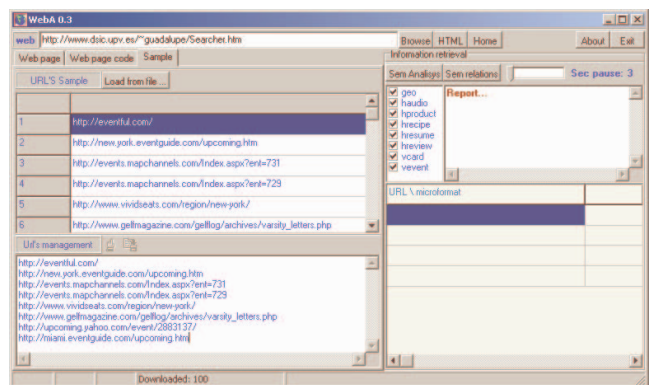 WebA 0.3
web http://www.dsic.upv.es/~guadalupe/Searcher.htm Browse HTML Home About Exit
Web page Web page code Sample
Information retrieval
URL'S Sample Load from file ...
Sem Analisys Sem relations Sec pause: 3
geo
haudio
hproduct
hrecipe
hresume
hreview
vcard
vevent
Report...
1 http://eventful.com/
2 http://new.york.eventguide.com/upcoming.htm
3 http://events.mapchannels.com/Index.aspx?ent=731
4 http://events.mapchannels.com/Index.aspx?ent=729
5 http://www.vividseats.com/region/new-york/
6 http://www.gelfmagazine.com/gelflog/archives/varsity_letters.php
URL \ microformat
Url's management
http://eventful.com/
http://new.york.eventguide.com/upcoming.htm
http://events.mapchannels.com/Index.aspx?ent=731
http://events.mapchannels.com/Index.aspx?ent=729
http://www.vividseats.com/region/new-york/
http://www.gelfmagazine.com/gelflog/archives/varsity_letters.php
http://upcoming.yahoo.com/event/2883137/
http://miami.eventguide.com/upcoming.htm
Downloaded: 100